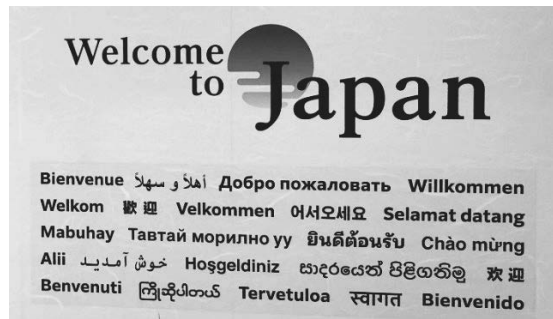 Welcome
to Japan
Bienvenue أهلاً و سهلاً Добро пожаловать Willkommen
Welkom 歡迎 Velkommen 어서오세요 Selamat datang
Mabuhay Тавтай морилно уу ยินดีต้อนรับ Chào mừng
Alii خوش آمدید Hoşgeldiniz සාදරයෙන් පිළිගනිමු 欢迎
Benvenuti ကြိုဆိုပါတယ် Tervetuloa स्वागत Bienvenido